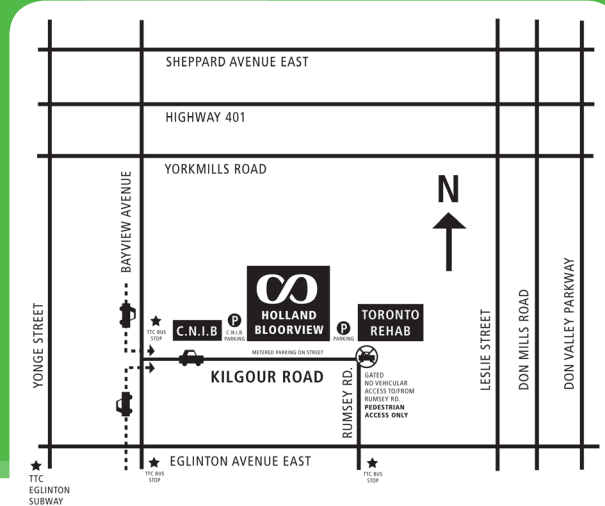 SHEPPARD AVENUE EAST
HIGHWAY 401
YORKMILLS ROAD
N
BAYVIEW AVENUE
YONGE STREET
LESLIE STREET
DON MILLS ROAD
DON VALLEY PARKWAY
TTC BUS
STOP
C.N.I.B
P
C.N.I.B.
PARKING
HOLLAND
BLOORVIEW
P
PARKING
TORONTO
REHAB
METERED PARKING ON STREET
KILGOUR ROAD
RUMSEY RD.
GATED
NO VEHICULAR
ACCESS TO/FROM
RUMSEY RD.
PEDESTRIAN
ACCESS ONLY
EGLINTON AVENUE EAST
TTC
EGLINTON
SUBWAY
TTC BUS
STOP
TTC BUS
STOP